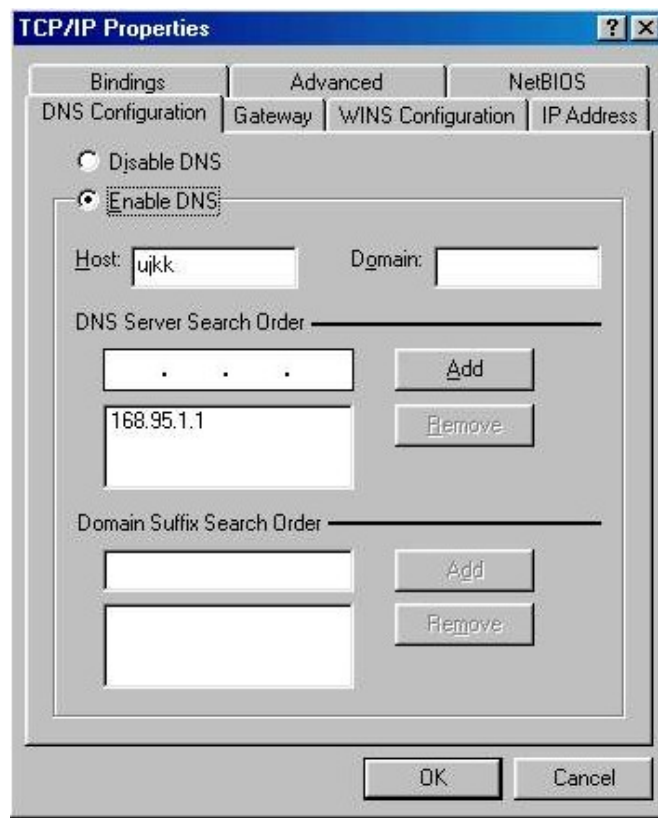 TCP/IP Properties
Bindings Advanced NetBIOS
DNS Configuration Gateway WINS Configuration IP Address
Disable DNS
Enable DNS
Host: ujkk Domain:
DNS Server Search Order
. . . Add
168.95.1.1 Remove
Domain Suffix Search Order
Add
Remove
OK Cancel